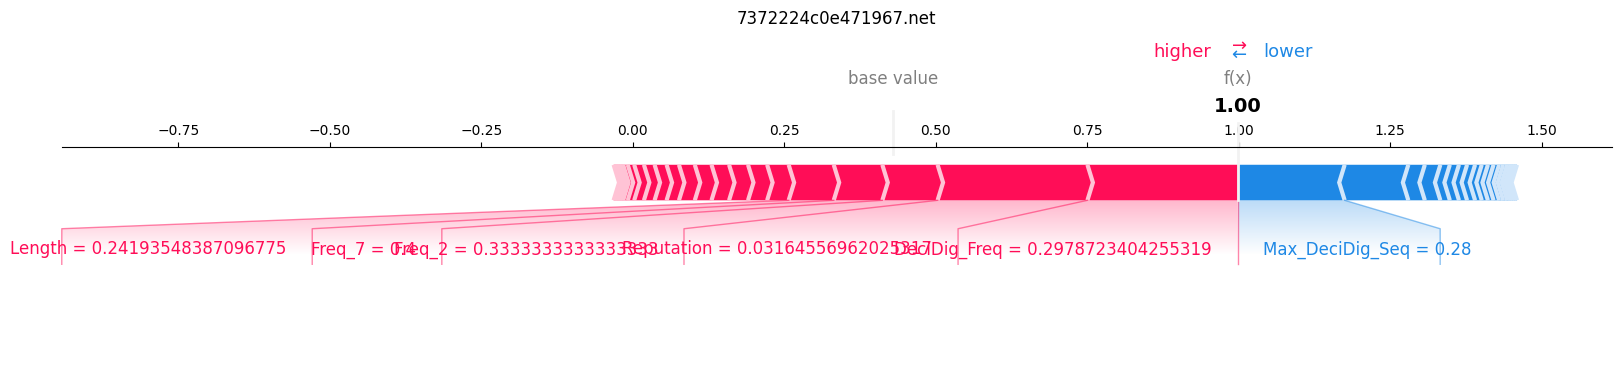 7372224c0e471967.net
higher ⇄ lower
base value f(x)
1.00
−0.75 −0.50 −0.25 0.00 0.25 0.50 0.75 1.00 1.25 1.50
Length = 0.24193548387096775 Freq_7 = 0.4 Freq_2 = 0.3333333333333333 Reputation = 0.03164556962025317 DeciDig_Freq = 0.2978723404255319 Max_DeciDig_Seq = 0.28